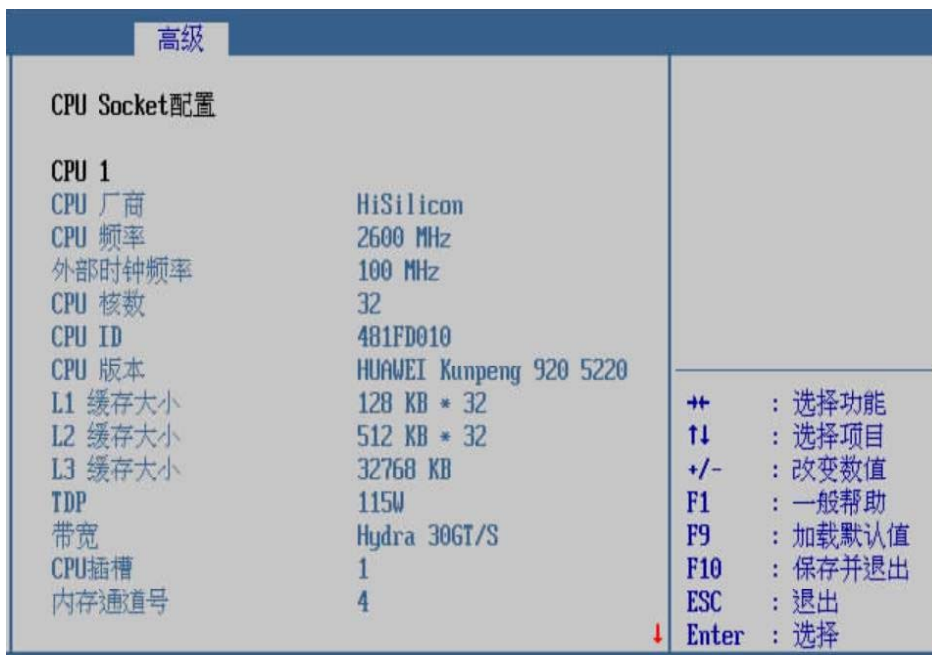 高级
CPU Socket配置
CPU 1
CPU 厂商 HiSilicon
CPU 频率 2600 MHz
外部时钟频率 100 MHz
CPU 核数 32
CPU ID 481FD010
CPU 版本 HUAWEI Kunpeng 920 5220
L1 缓存大小 128 KB * 32
L2 缓存大小 512 KB * 32
L3 缓存大小 32768 KB
TDP 115W
带宽 Hydra 30GT/S
CPU插槽 1
内存通道号 4
↓
→← : 选择功能
↑↓ : 选择项目
+/- : 改变数值
F1 : 一般帮助
F9 : 加载默认值
F10 : 保存并退出
ESC : 退出
Enter : 选择